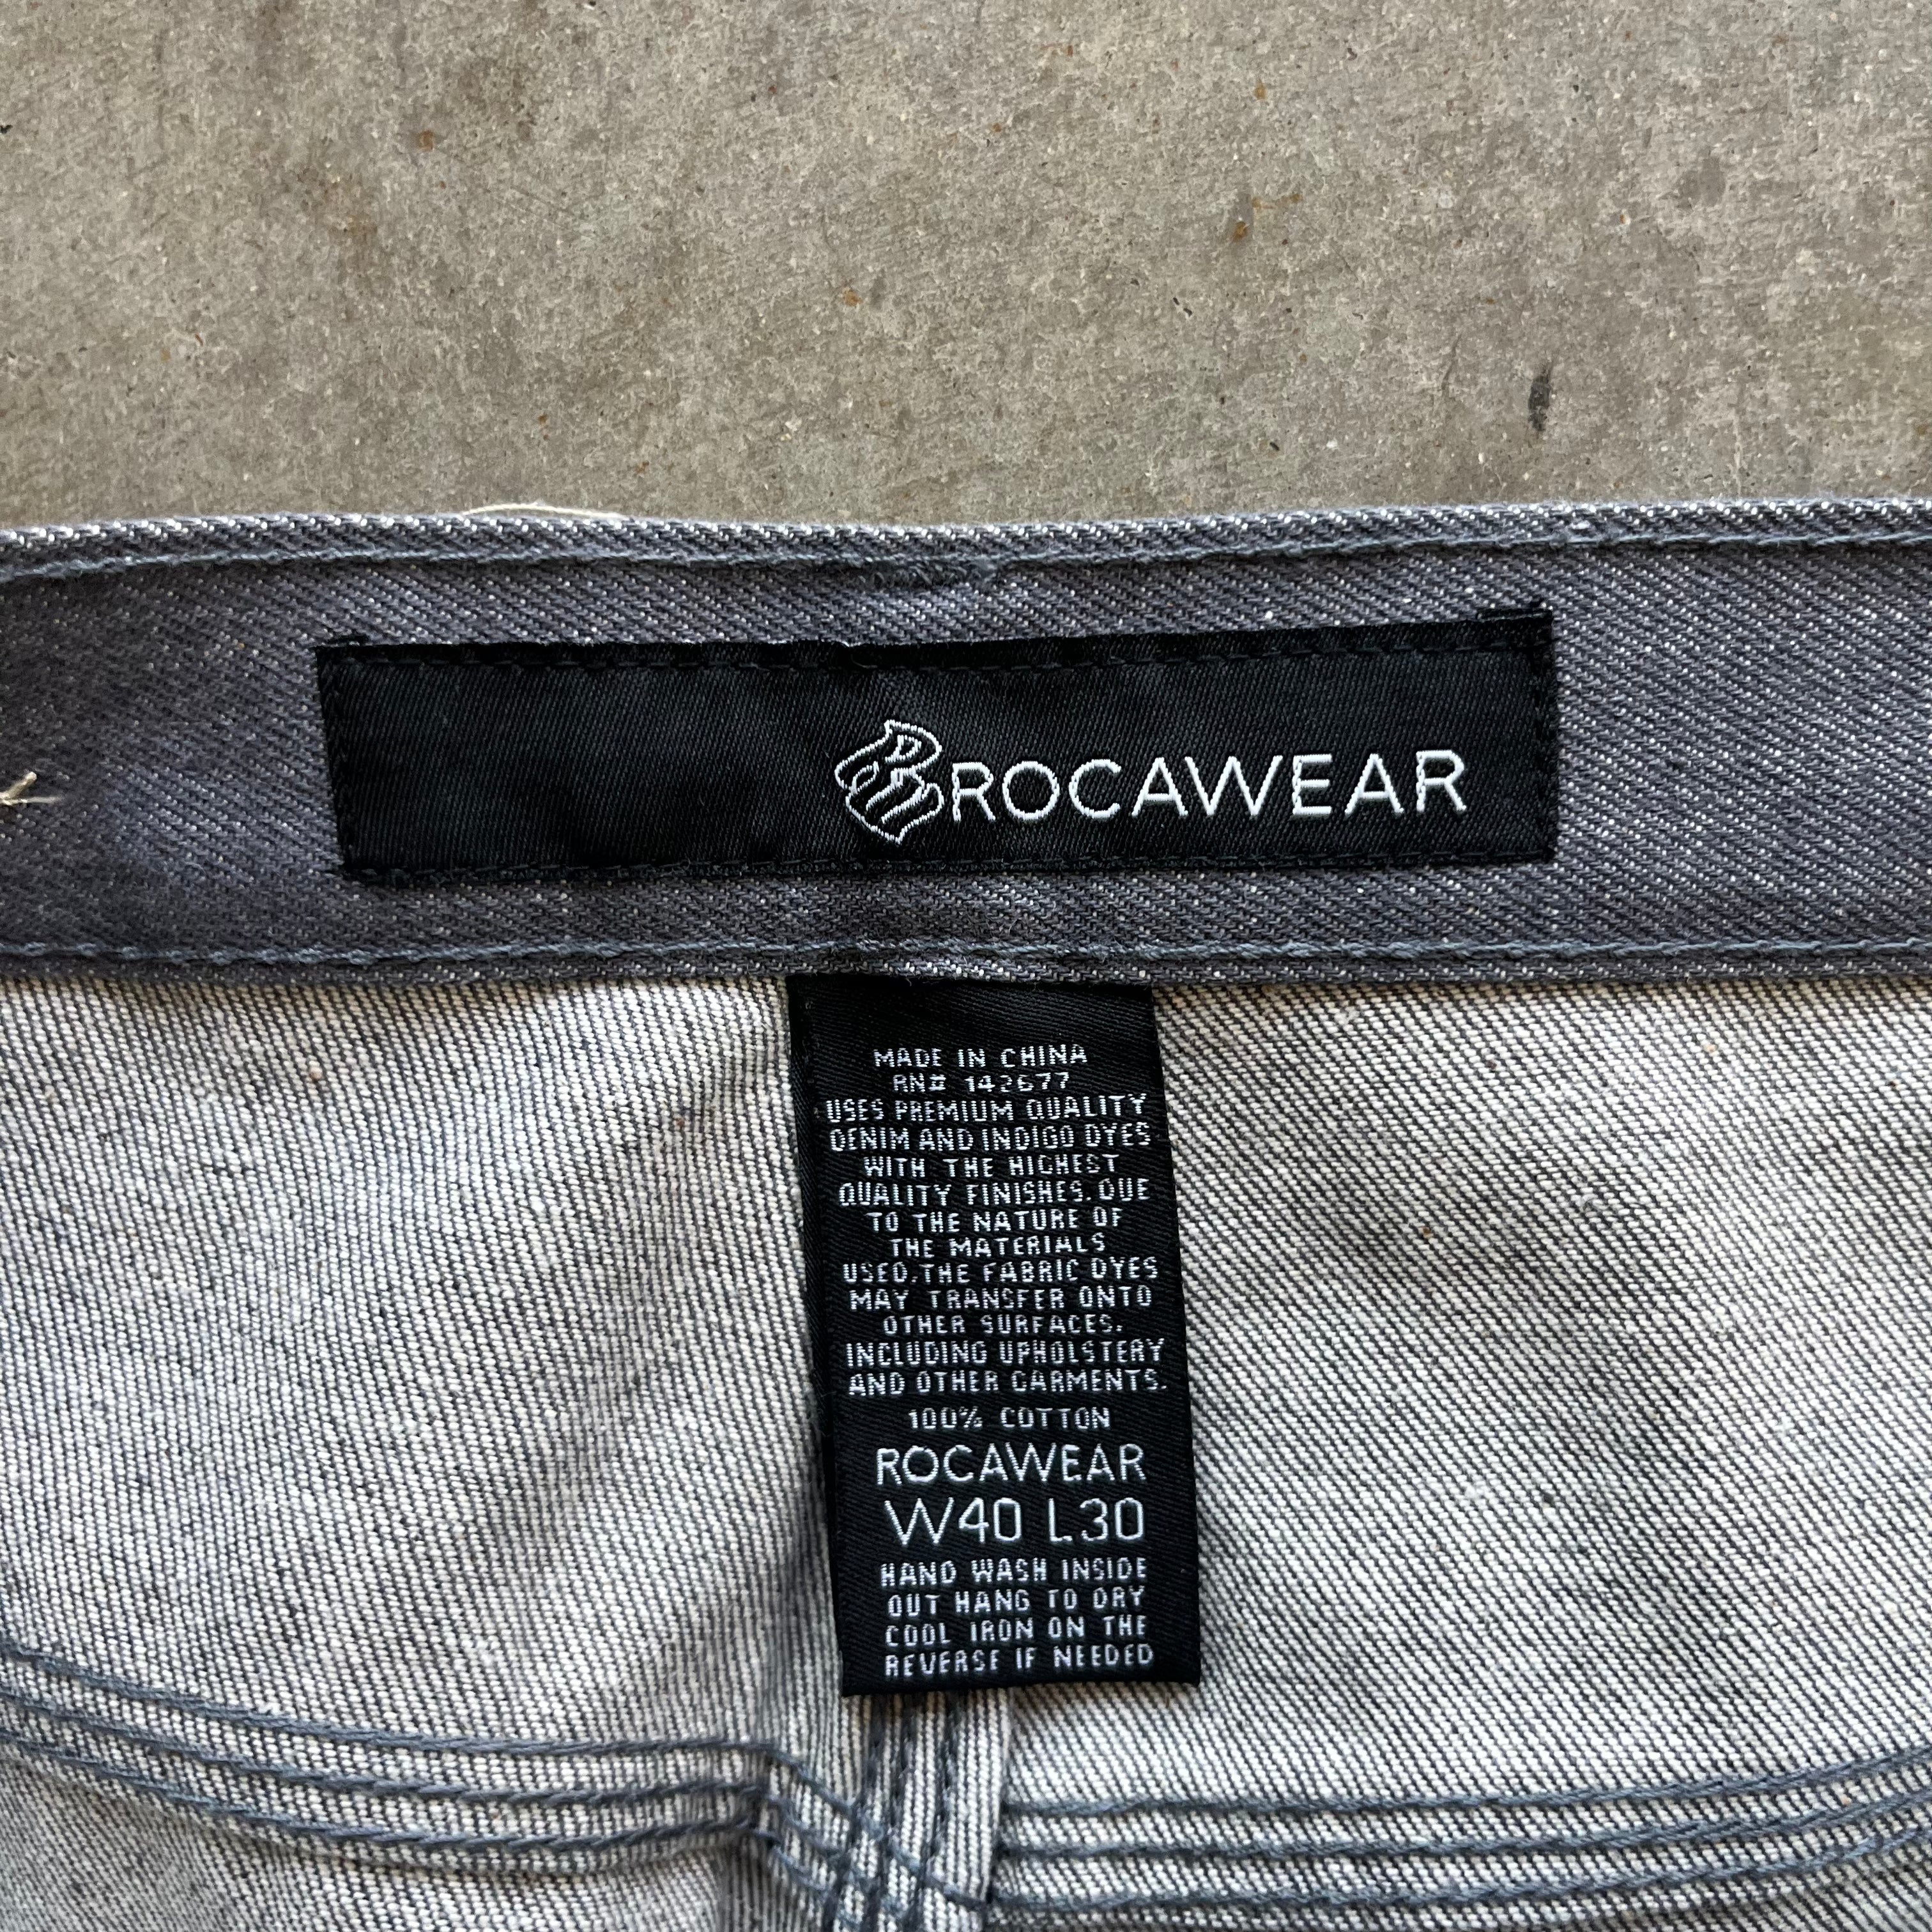 ROCAWEAR
MADE IN CHINA
RN# 142677
USES PREMIUM QUALITY
DENIM AND INDIGO DYES
WITH THE HIGHEST
QUALITY FINISHES. DUE
TO THE NATURE OF
THE MATERIALS
USED, THE FABRIC DYES
MAY TRANSFER ONTO
OTHER SURFACES,
INCLUDING UPHOLSTERY
AND OTHER GARMENTS.
100% COTTON
ROCAWEAR
W40 L30
HAND WASH INSIDE
OUT HANG TO DRY
COOL IRON ON THE
REVERSE IF NEEDED